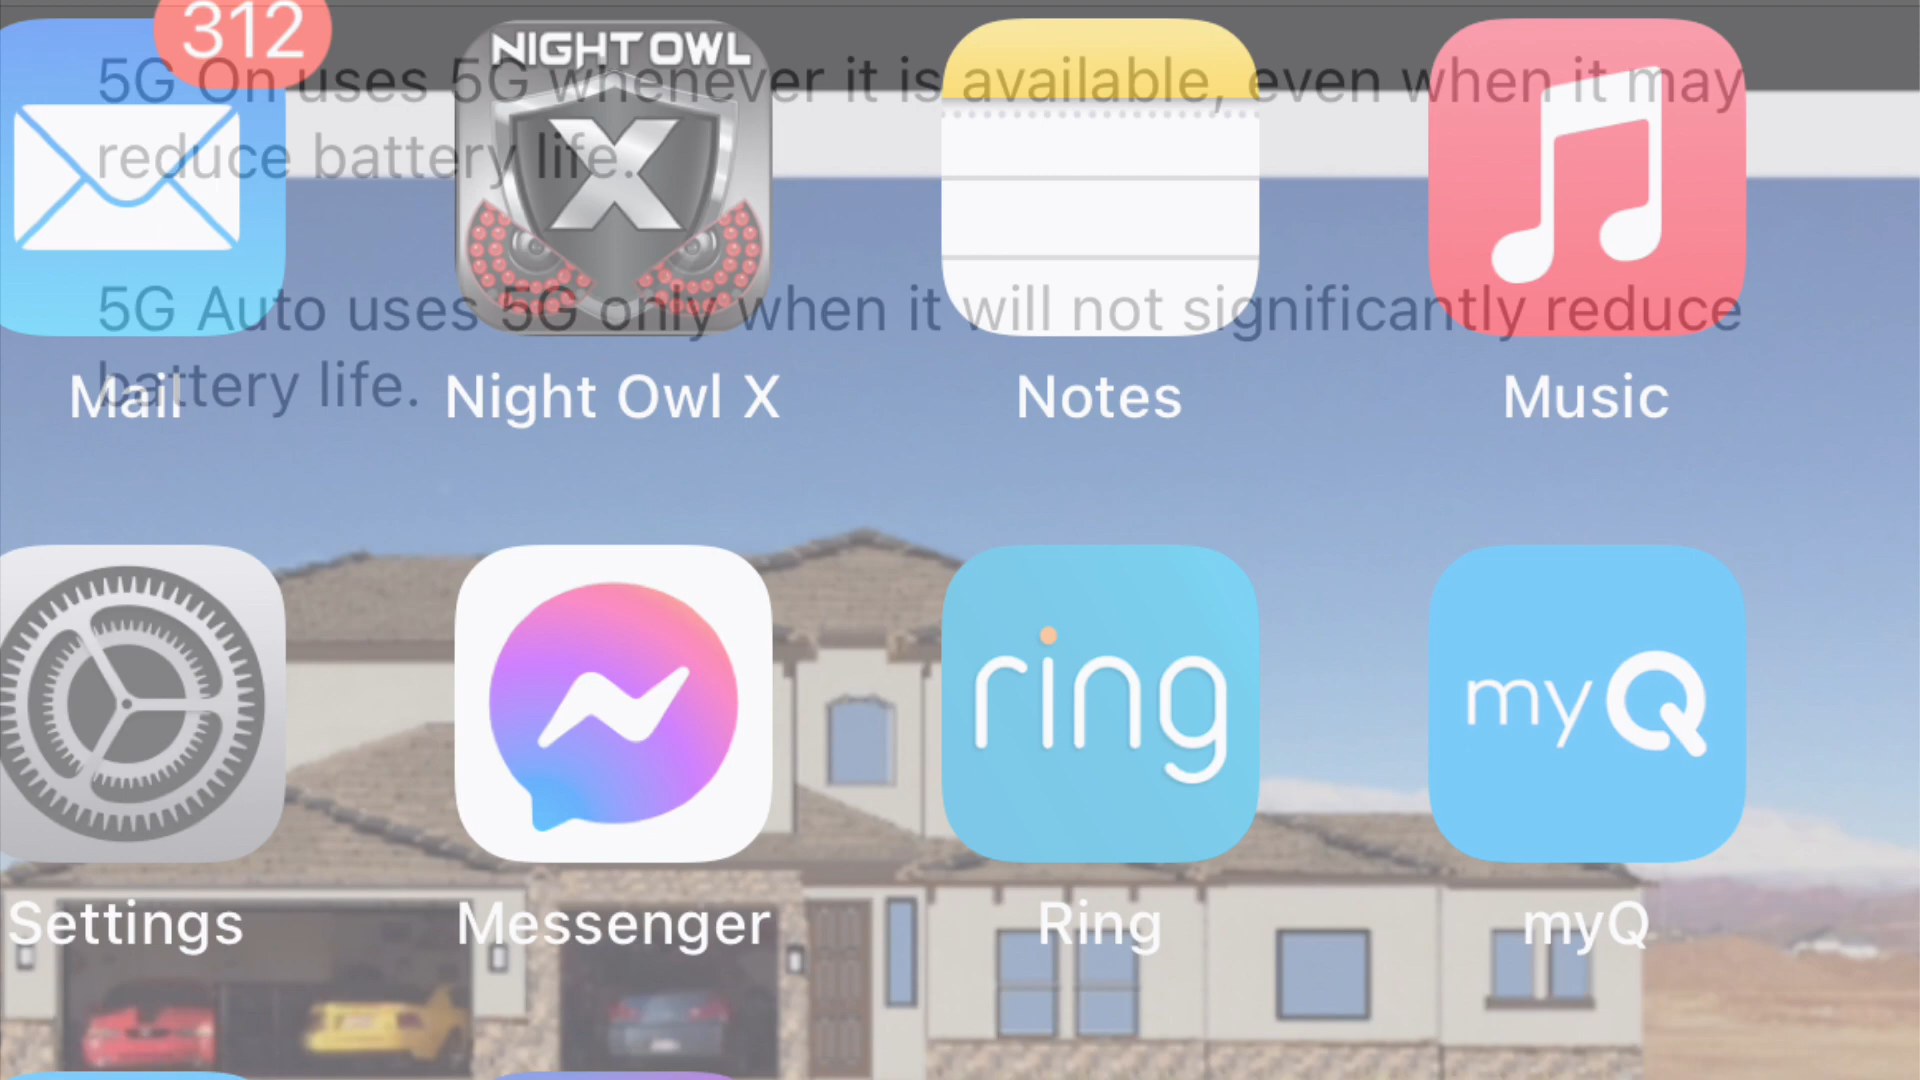 312
NIGHT OWL
5G On uses 5G whenever it is available, even when it may
reduce battery life.
X
5G Auto uses 5G only when it will not significantly reduce
battery life.
Mail Night Owl X Notes Music
ring myQ
Settings Messenger Ring myQ